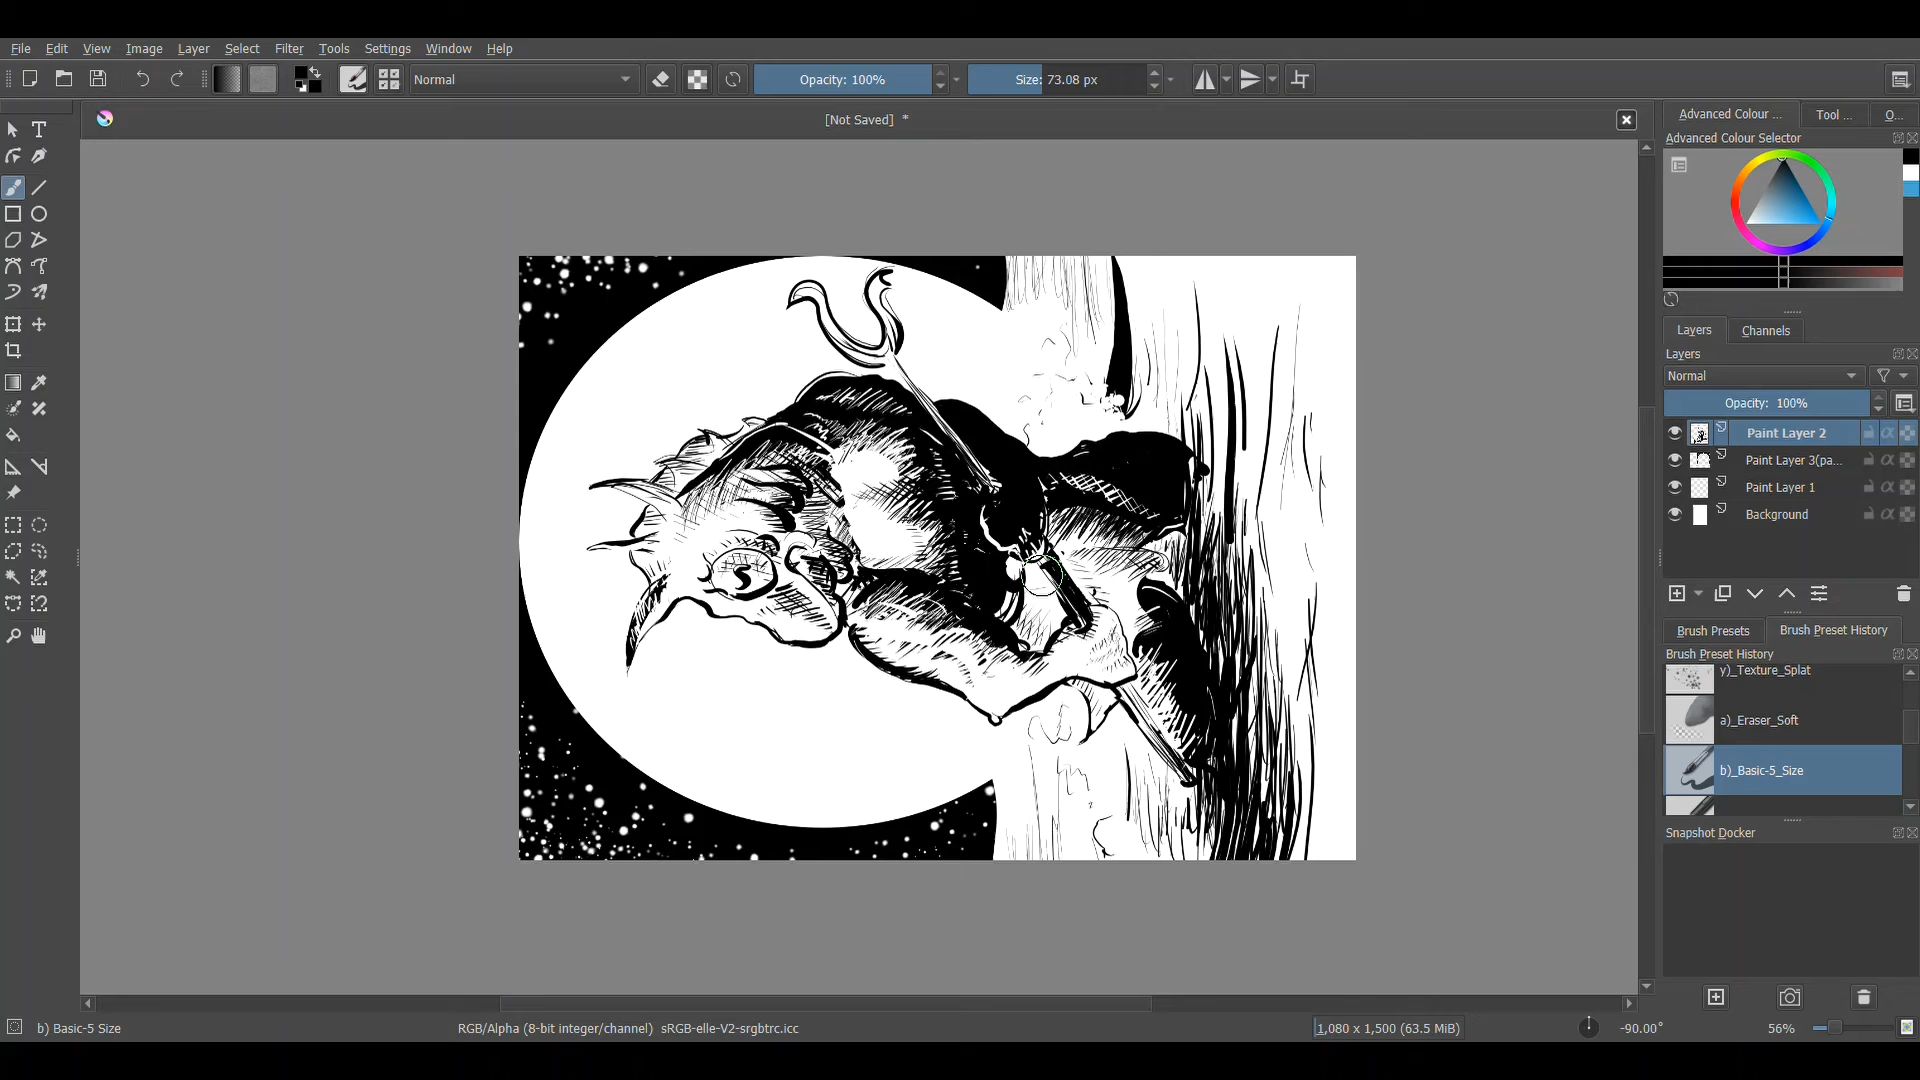 File Edit View Image Layer Select Filter Tools Settings Window Help
Normal Opacity: 100% Size: 73.08 px
[Not Saved] *
Advanced Colour ... Tool ... O...
Advanced Colour Selector
Layers Channels
Layers
Normal
Opacity: 100%
Paint Layer 2
Paint Layer 3(pa...
Paint Layer 1
Background
Brush Presets Brush Preset History
Brush Preset History
y)_Texture_Splat
a)_Eraser_Soft
b)_Basic-5_Size
Snapshot Docker
b) Basic-5 Size RGB/Alpha (8-bit integer/channel) sRGB-elle-V2-srgbtrc.icc 1,080 x 1,500 (63.5 MiB) -90.00° 56%